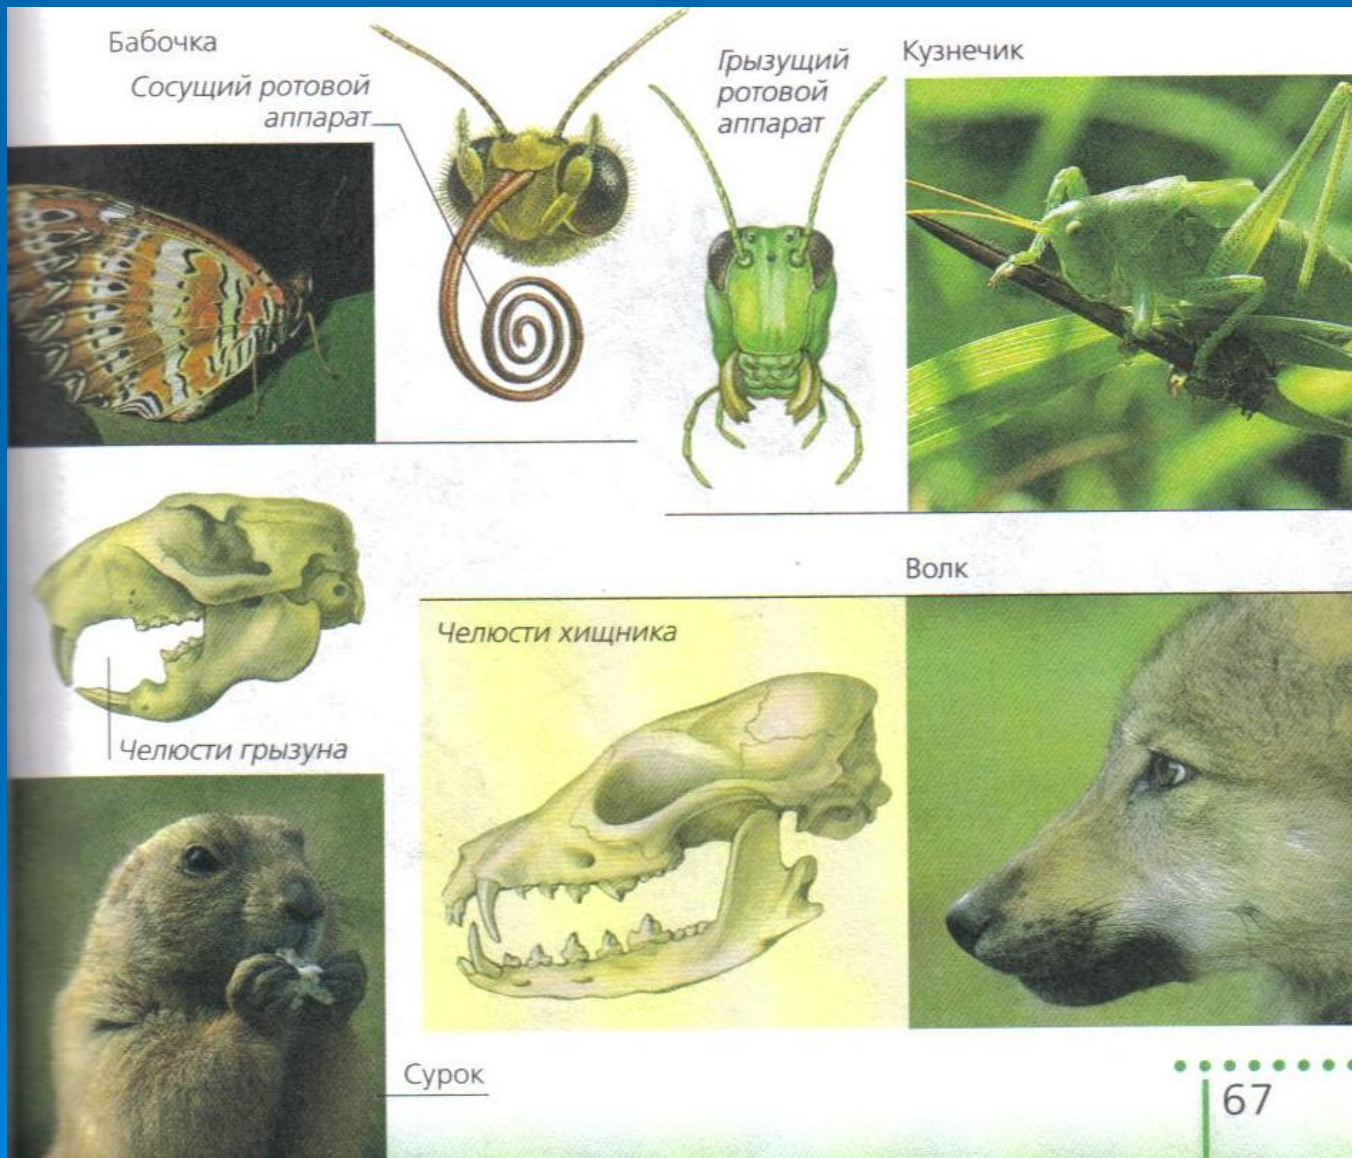 Бабочка
Сосущий ротовой
аппарат
Грызущий
ротовой
аппарат
Кузнечик
Челюсти грызуна
Волк
Челюсти хищника
Сурок
67